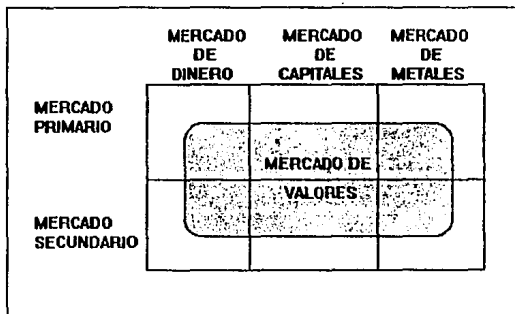 MERCADO DE DINERO
MERCADO DE CAPITALES
MERCADO DE METALES
MERCADO PRIMARIO
MERCADO DE VALORES
MERCADO SECUNDARIO